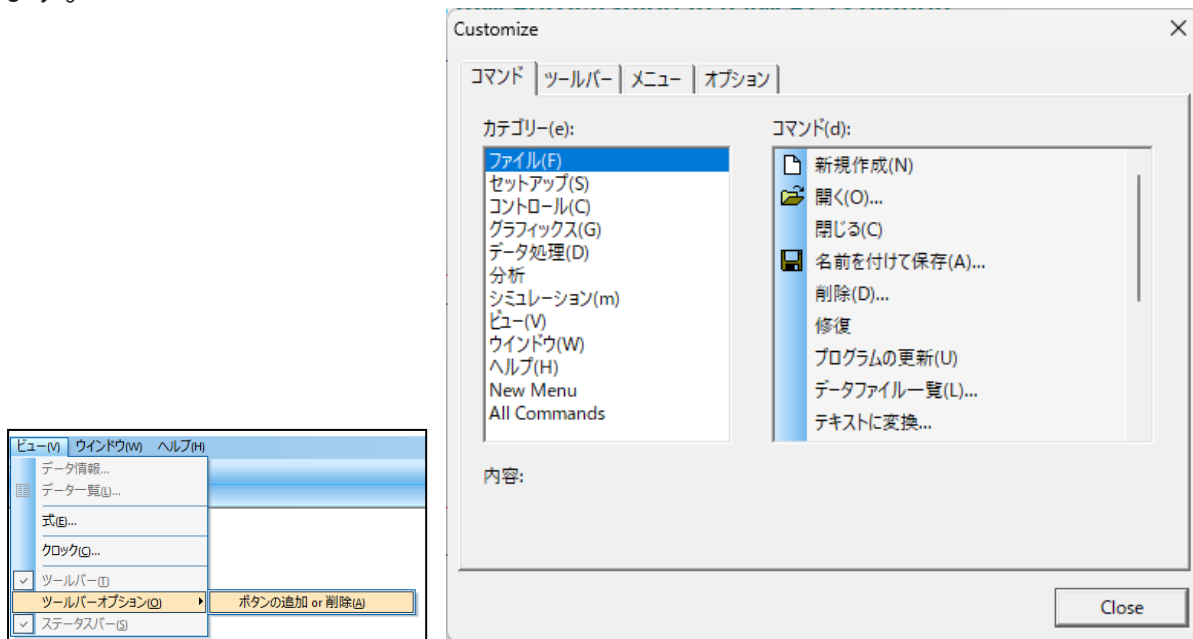 Customize
コマンド
ツールバー
メニュー
オプション
カテゴリー(e):
ファイル(F)
セットアップ(S)
コントロール(C)
グラフィックス(G)
データ処理(D)
分析
シミュレーション(m)
ビュー(V)
ウインドウ(W)
ヘルプ(H)
New Menu
All Commands
コマンド(d):
新規作成(N)
開く(O)...
閉じる(C)
名前を付けて保存(A)...
削除(D)...
修復
プログラムの更新(U)
データファイル一覧(L)...
テキストに変換...
内容:
Close
ビュー(V) ウインドウ(W) ヘルプ(H)
データ情報...
データ一覧(L)...
式(E)...
クロック(C)...
ツールバー(T)
ツールバーオプション(O)
ボタンの追加 or 削除(A)
ステータスバー(S)